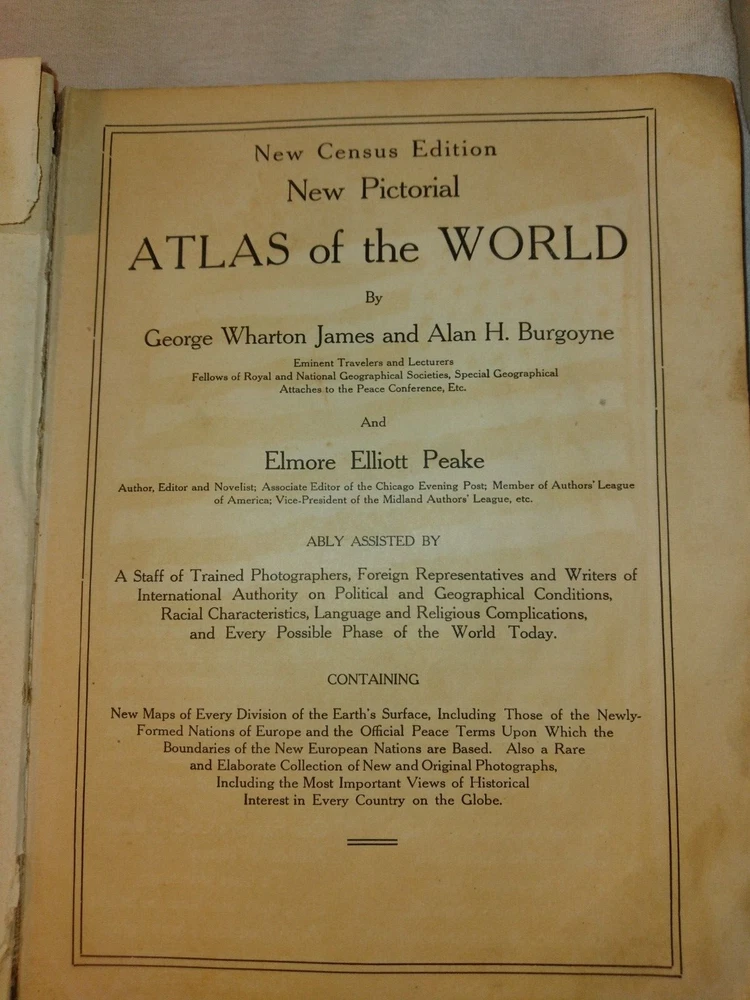 New Census Edition
New Pictorial
ATLAS of the WORLD
By
George Wharton James and Alan H. Burgoyne
Eminent Travelers and Lecturers
Fellows of Royal and National Geographical Societies, Special Geographical
Attaches to the Peace Conference, Etc.
And
Elmore Elliott Peake
Author, Editor and Novelist; Associate Editor of the Chicago Evening Post; Member of Authors' League
of America; Vice-President of the Midland Authors' League, etc.
ABLY ASSISTED BY
A Staff of Trained Photographers, Foreign Representatives and Writers of
International Authority on Political and Geographical Conditions,
Racial Characteristics, Language and Religious Complications,
and Every Possible Phase of the World Today.
CONTAINING
New Maps of Every Division of the Earth's Surface, Including Those of the Newly-
Formed Nations of Europe and the Official Peace Terms Upon Which the
Boundaries of the New European Nations are Based. Also a Rare
and Elaborate Collection of New and Original Photographs,
Including the Most Important Views of Historical
Interest in Every Country on the Globe.